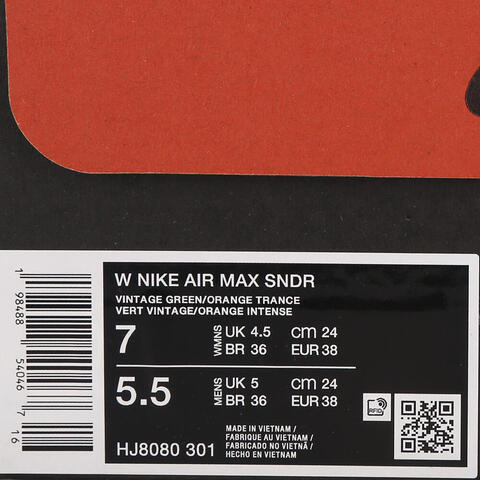 W NIKE AIR MAX SNDR
VINTAGE GREEN/ORANGE TRANCE
VERT VINTAGE/ORANGE INTENSE
7 WMNS UK 4.5 cm 24
BR 36 EUR 38
5.5 MENS UK 5 cm 24
BR 36 EUR 38
RFID
HJ8080 301
MADE IN VIETNAM /
FABRIQUE AU VIETNAM /
FABRICADO NO VIETNÃ /
HECHO EN VIETNAM
1 98488 54046 7 16